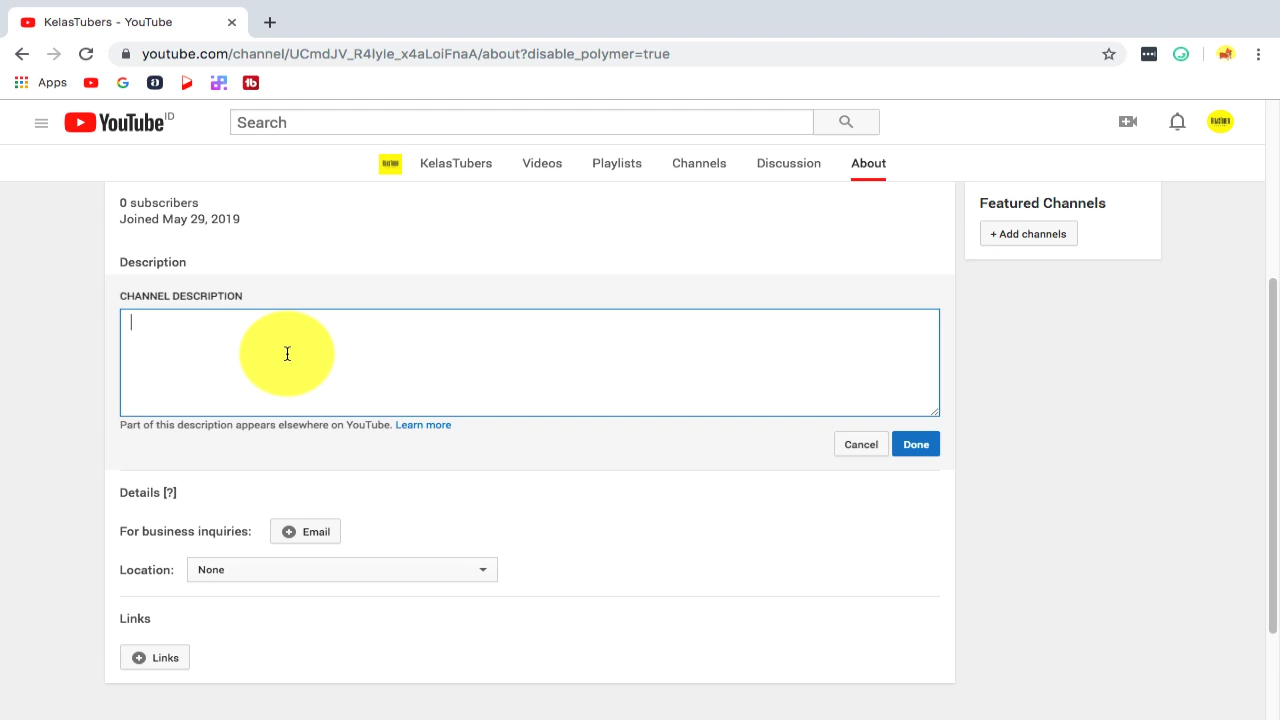 KelasTubers - YouTube
youtube.com/channel/UCmdJV_R4lyIe_x4aLoiFnaA/about?disable_polymer=true
Apps
YouTube ID
Search
KelasTubers Videos Playlists Channels Discussion About
0 subscribers
Joined May 29, 2019
Featured Channels
+ Add channels
Description
CHANNEL DESCRIPTION
Part of this description appears elsewhere on YouTube. Learn more
Cancel Done
Details [?]
For business inquiries: Email
Location: None
Links
Links